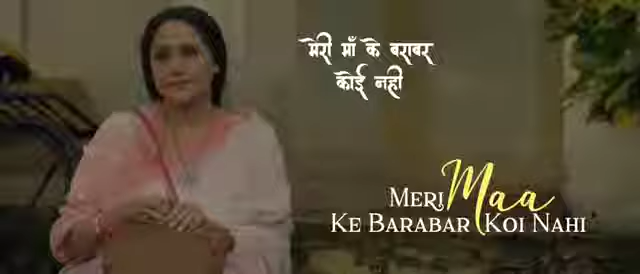 मेरी माँ के बराबर
कोई नही
MERI Maa
KE BARABAR KOI NAHI